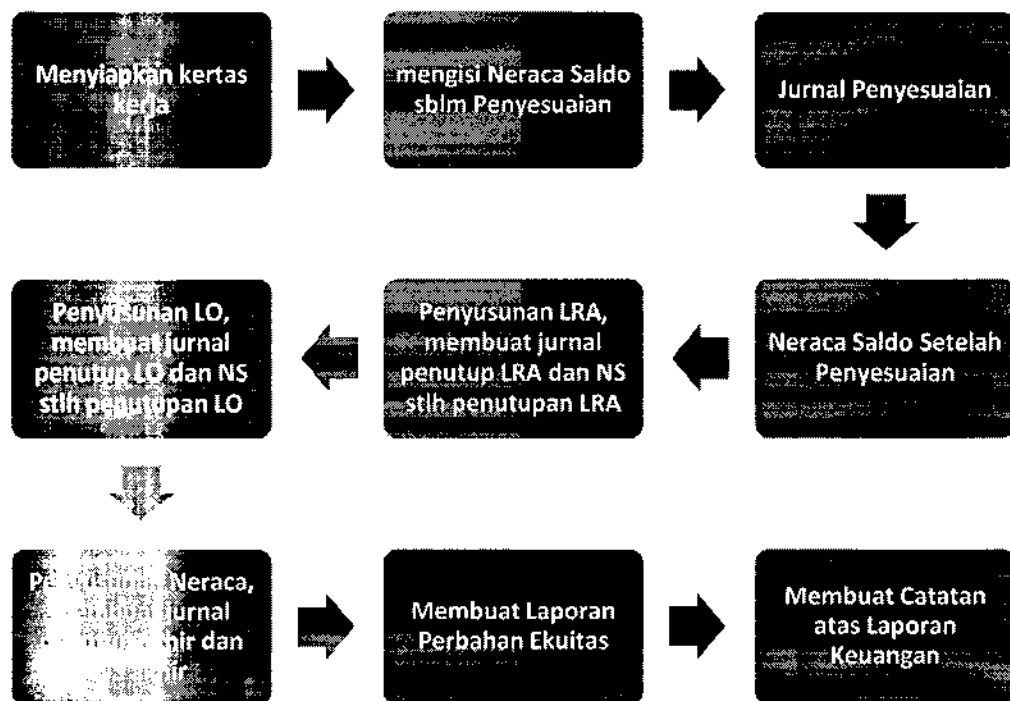 Menyiapkan kertas
kerja
mengisi Neraca Saldo
sblm Penyesuaian
Jurnal Penyesuaian
Neraca Saldo Setelah
Penyesuaian
Penyusunan LRA,
membuat jurnal
penutup LRA dan NS
stlh penutupan LRA
Penyusunan LO,
membuat jurnal
penutup LO dan NS
stlh penutupan LO
Neraca,
jurnal
dan
Membuat Laporan
Perbahan Ekuitas
Membuat Catatan
atas Laporan
Keuangan